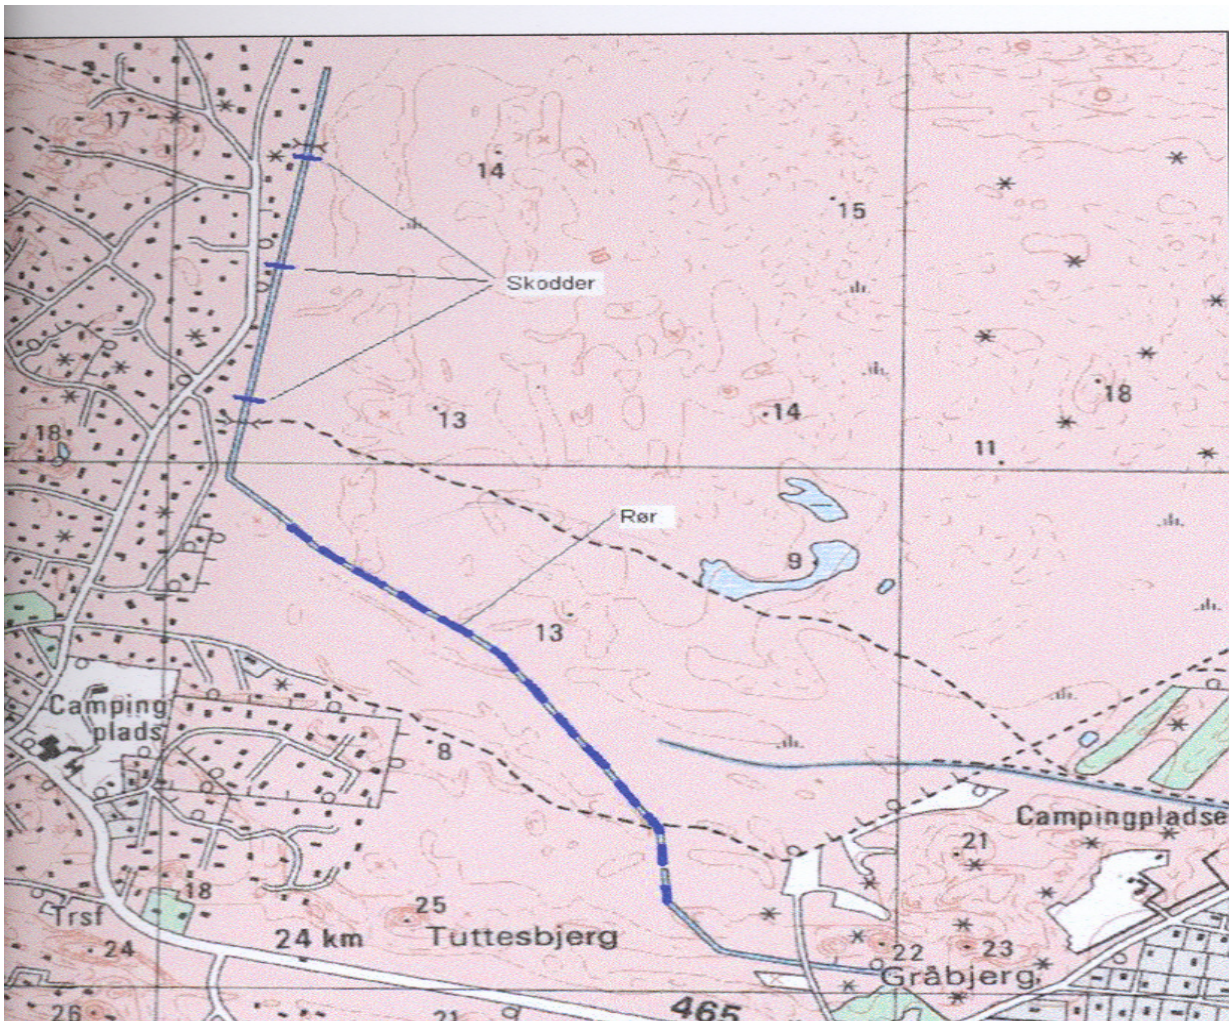 17
14
15
Skodder
18
13
14
11
18
Rør
9
13
Camping
plads
8
Campingpladse
21
18
25
Trsf
24
24 km
Tuttesbjerg
22
23
Gråbjerg
26
21
465